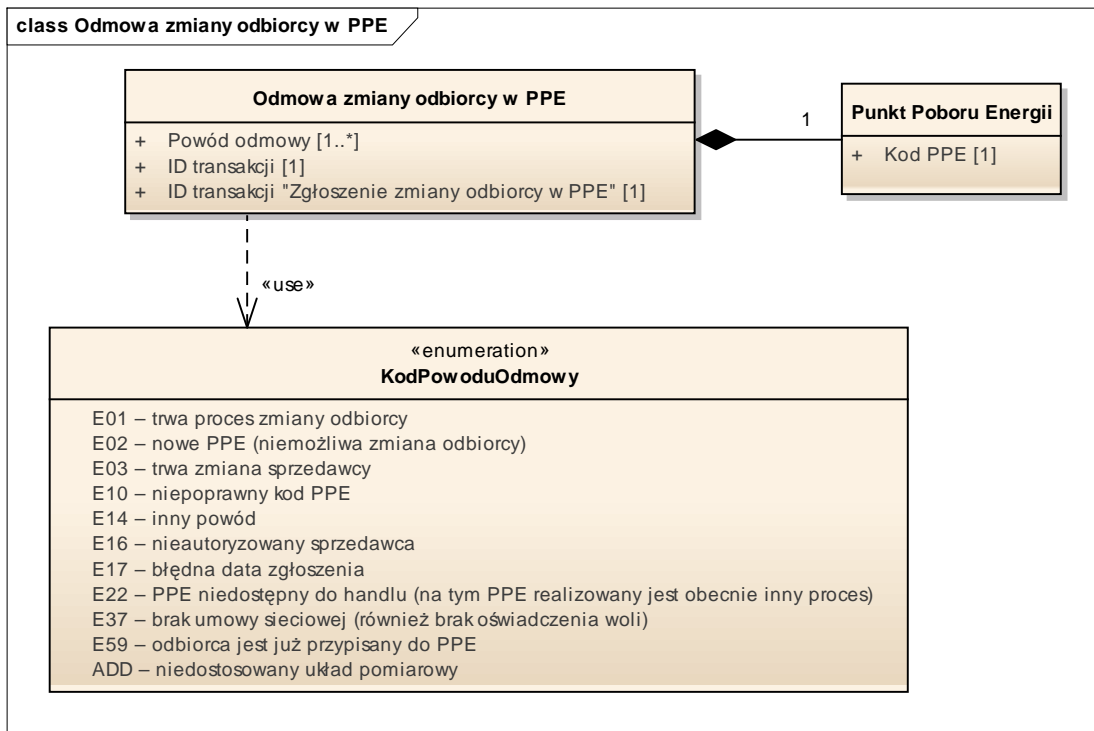 class Odmowa zmiany odbiorcy w PPE
Odmowa zmiany odbiorcy w PPE
+ Powód odmowy [1..*]
+ ID transakcji [1]
+ ID transakcji "Zgłoszenie zmiany odbiorcy w PPE" [1]
1
Punkt Poboru Energii
+ Kod PPE [1]
«use»
«enumeration»
KodPowoduOdmowy
E01 – trwa proces zmiany odbiorcy
E02 – nowe PPE (niemożliwa zmiana odbiorcy)
E03 – trwa zmiana sprzedawcy
E10 – niepoprawny kod PPE
E14 – inny powód
E16 – nieautoryzowany sprzedawca
E17 – błędna data zgłoszenia
E22 – PPE niedostępny do handlu (na tym PPE realizowany jest obecnie inny proces)
E37 – brak umowy sieciowej (również brak oświadczenia woli)
E59 – odbiorca jest już przypisany do PPE
ADD – niedostosowany układ pomiarowy